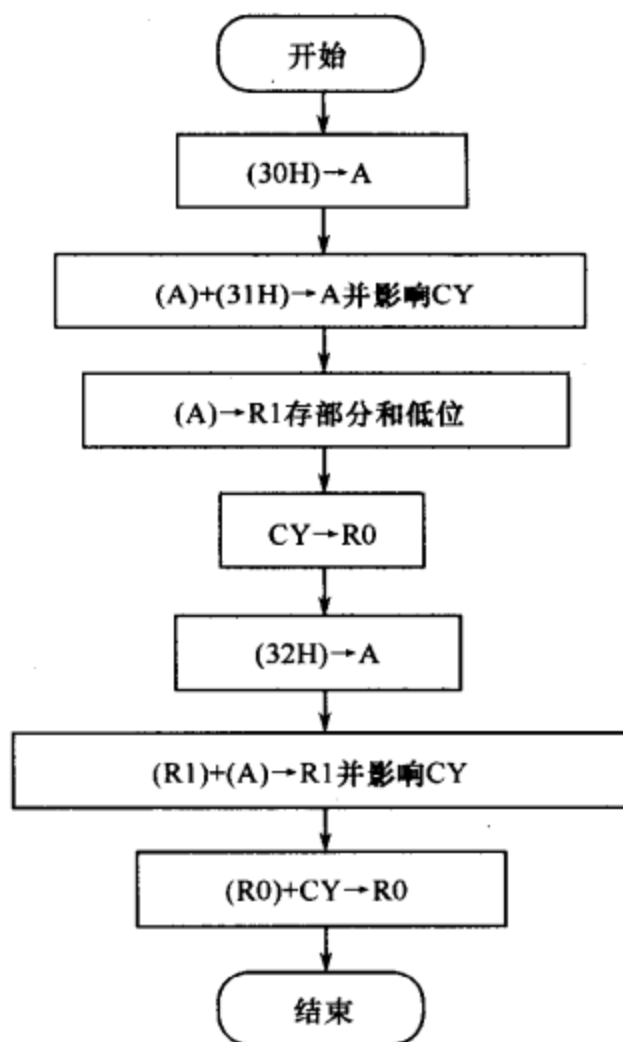 开始
(30H)→A
(A)+(31H)→A并影响CY
(A)→R1存部分和低位
CY→R0
(32H)→A
(R1)+(A)→R1并影响CY
(R0)+CY→R0
结束